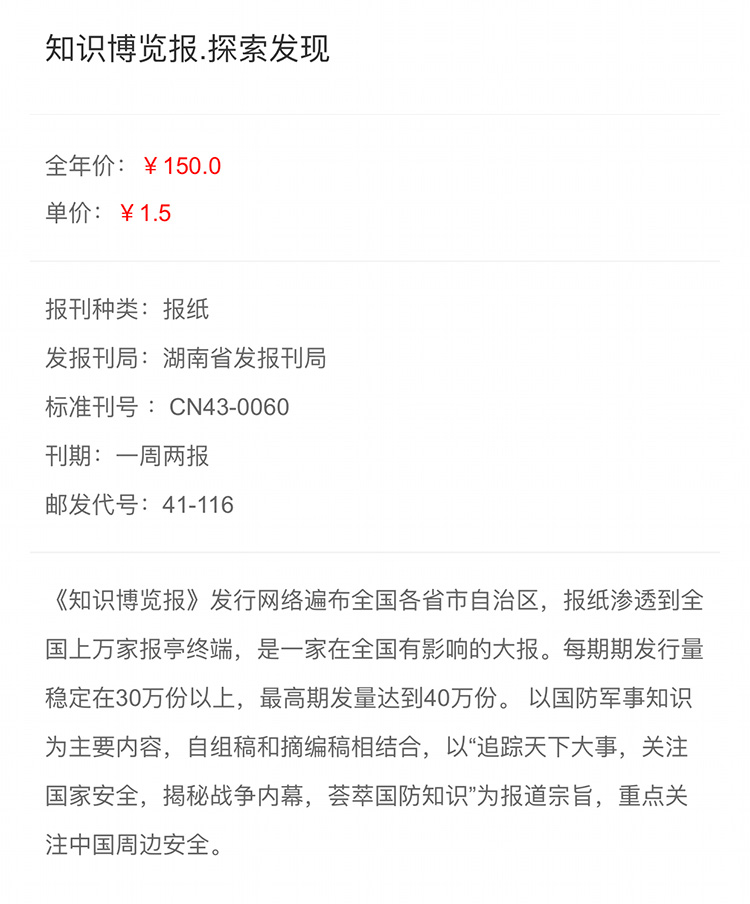 知识博览报.探索发现
全年价：￥150.0
单价：￥1.5
报刊种类：报纸
发报刊局：湖南省发报刊局
标准刊号 ：CN43-0060
刊期：一周两报
邮发代号：41-116
《知识博览报》发行网络遍布全国各省市自治区，报纸渗透到全
国上万家报亭终端，是一家在全国有影响的大报。每期期发行量
稳定在30万份以上，最高期发量达到40万份。 以国防军事知识
为主要内容，自组稿和摘编稿相结合，以“追踪天下大事，关注
国家安全，揭秘战争内幕，荟萃国防知识”为报道宗旨，重点关
注中国周边安全。